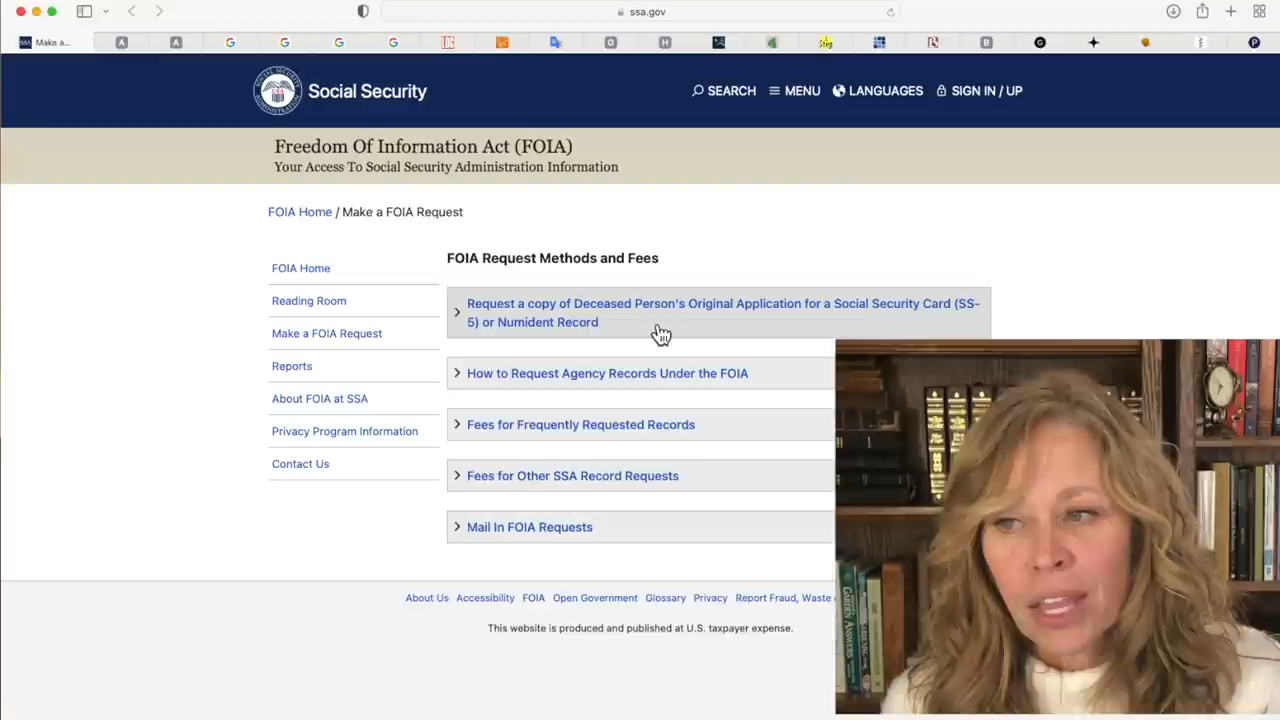 ssa.gov
Make a...
Social Security
SEARCH
MENU
LANGUAGES
SIGN IN / UP
Freedom Of Information Act (FOIA)
Your Access To Social Security Administration Information
FOIA Home / Make a FOIA Request
FOIA Home
Reading Room
Make a FOIA Request
Reports
About FOIA at SSA
Privacy Program Information
Contact Us
FOIA Request Methods and Fees
Request a copy of Deceased Person's Original Application for a Social Security Card (SS-
5) or Numident Record
How to Request Agency Records Under the FOIA
Fees for Frequently Requested Records
Fees for Other SSA Record Requests
Mail In FOIA Requests
About Us Accessibility FOIA Open Government Glossary Privacy Report Fraud, Waste
This website is produced and published at U.S. taxpayer expense.
GARDEN ANSWERS